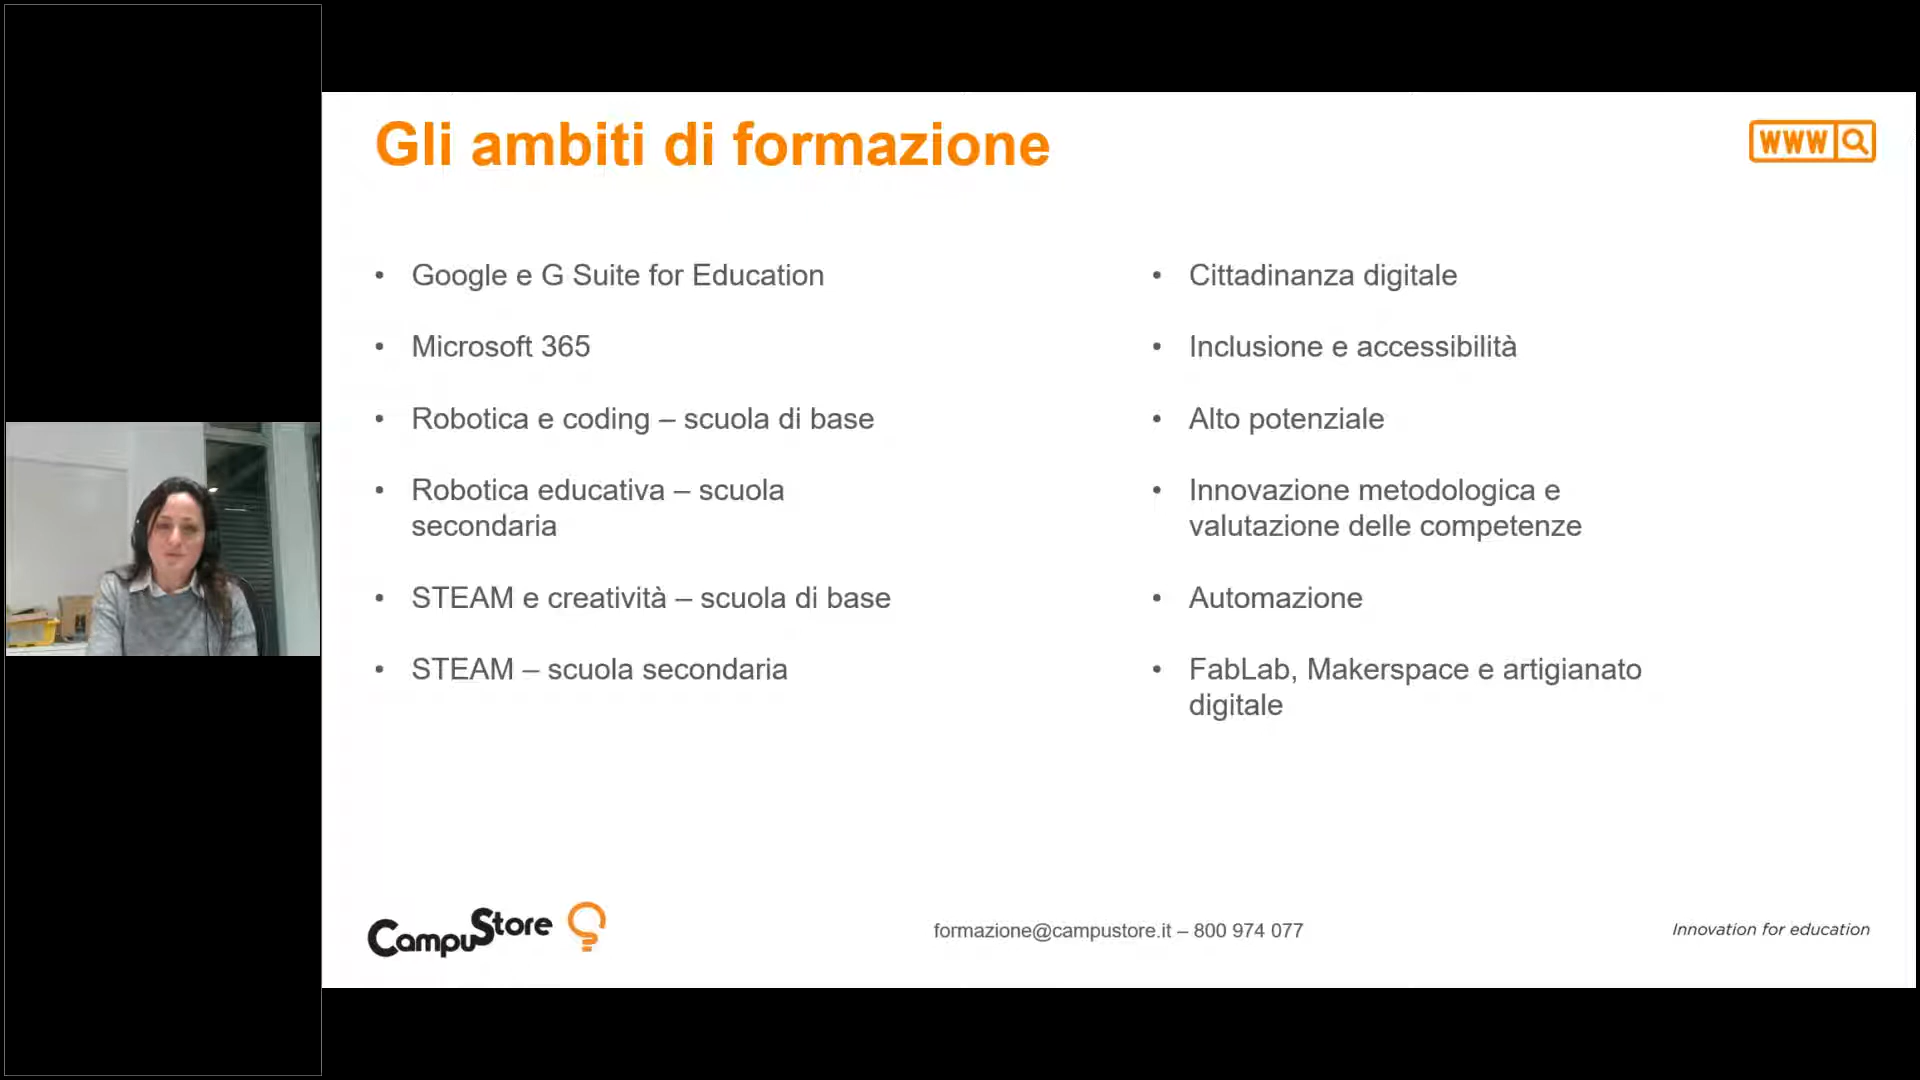 Gli ambiti di formazione
www
• Google e G Suite for Education
• Microsoft 365
• Robotica e coding – scuola di base
• Robotica educativa – scuola
secondaria
• STEAM e creatività – scuola di base
• STEAM – scuola secondaria
• Cittadinanza digitale
• Inclusione e accessibilità
• Alto potenziale
• Innovazione metodologica e
valutazione delle competenze
• Automazione
• FabLab, Makerspace e artigianato
digitale
CampuStore
formazione@campustore.it – 800 974 077
Innovation for education